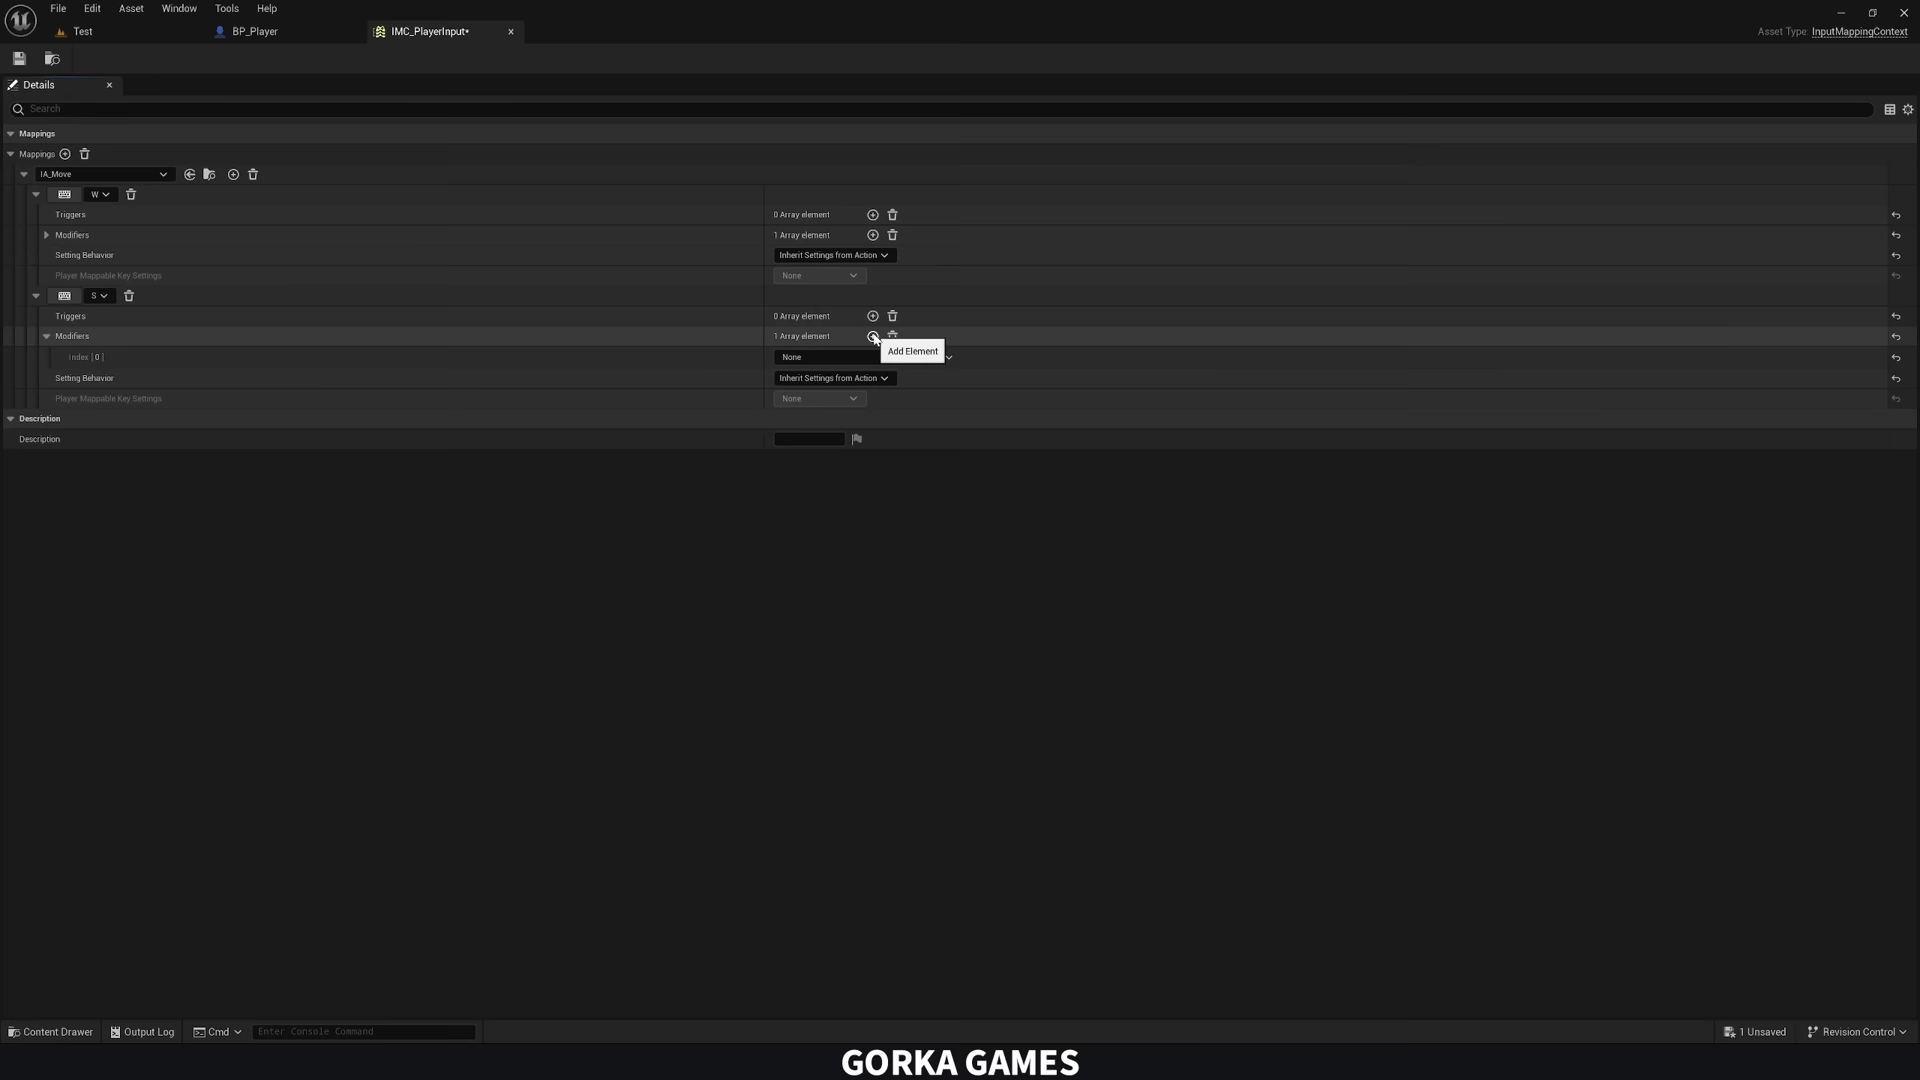 File Edit Asset Window Tools Help
Test BP_Player IMC_PlayerInput*
Asset Type: InputMappingContext
Details
Search
Mappings
Mappings
IA_Move
W
Triggers 0 Array element
Modifiers 1 Array element
Setting Behavior Inherit Settings from Action
Player Mappable Key Settings None
S
Triggers 0 Array element
Modifiers 1 Array element
Add Element
Index [ 0 ] None
Setting Behavior Inherit Settings from Action
Player Mappable Key Settings None
Description
Description
Content Drawer Output Log Cmd Enter Console Command 1 Unsaved Revision Control
GORKA GAMES